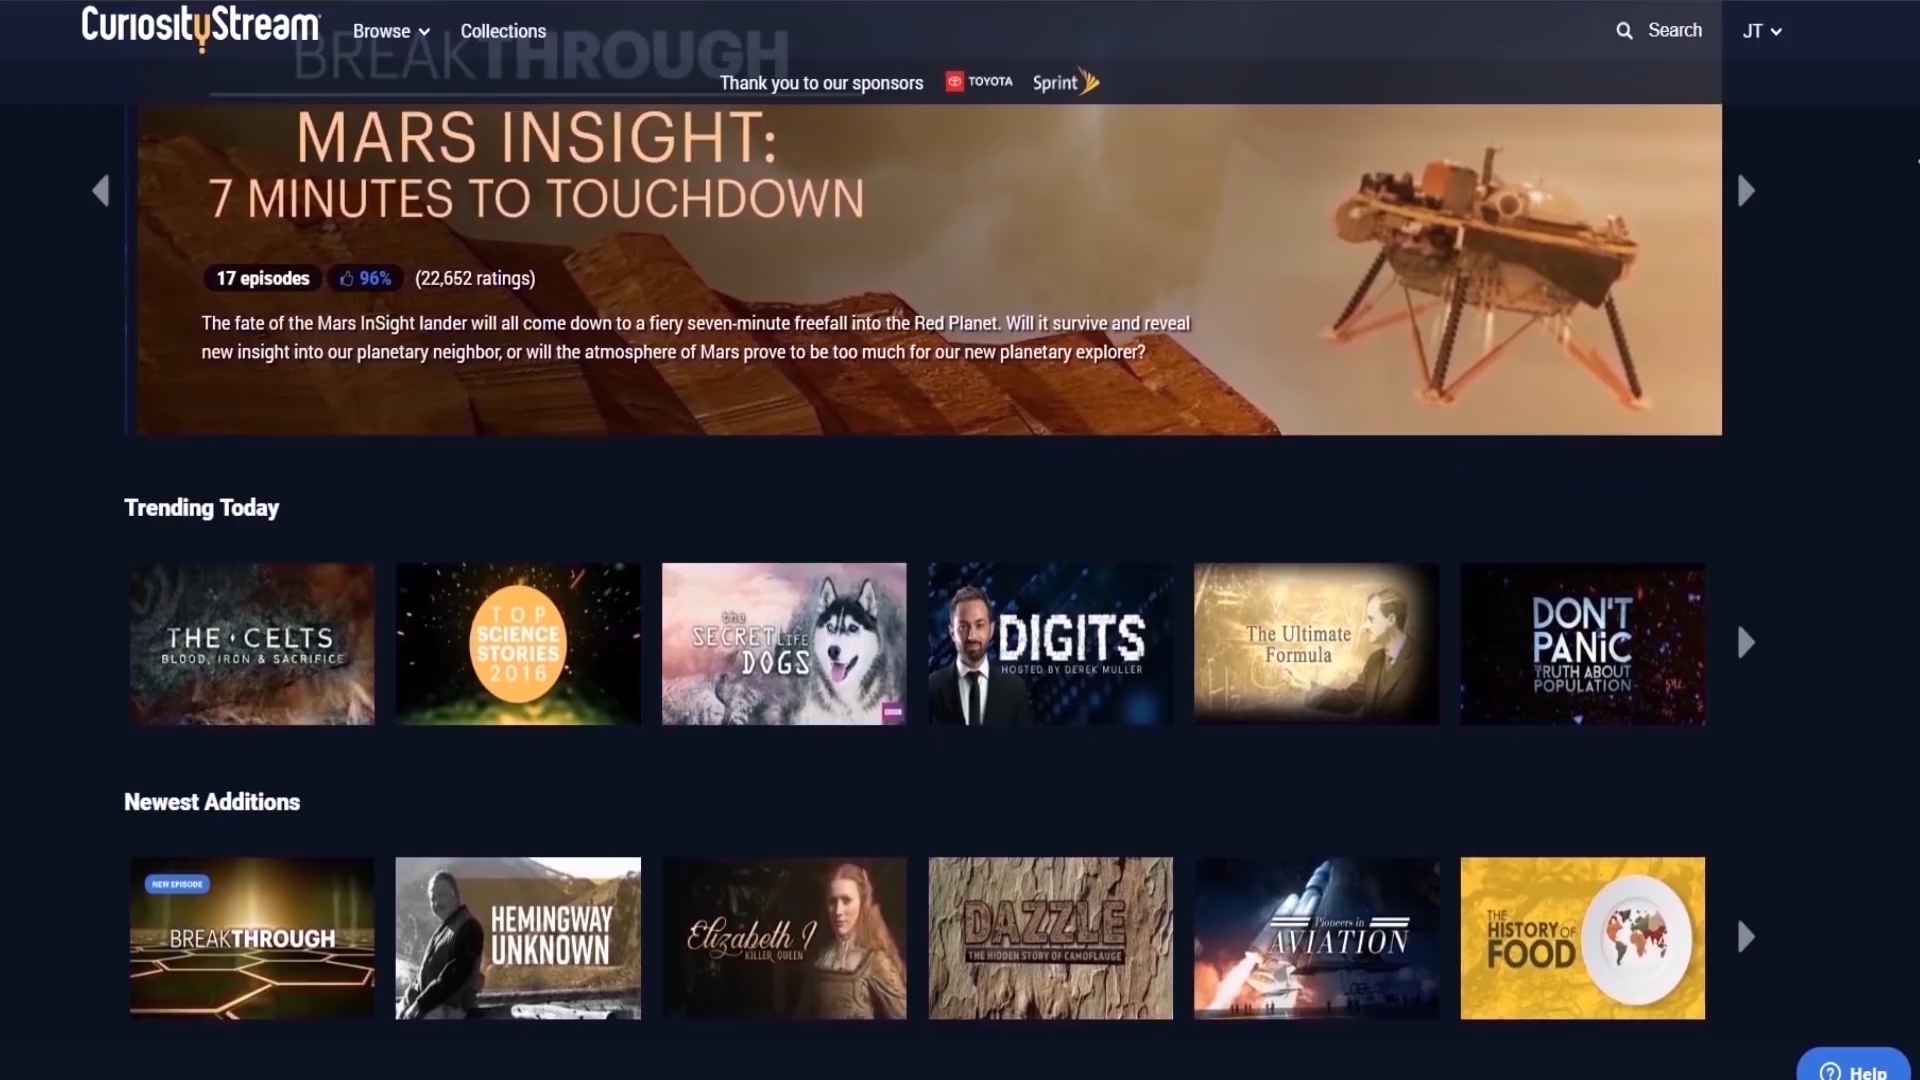 CuriosityStream
Browse
Collections
Search
JT
BREAKTHROUGH
Thank you to our sponsors
TOYOTA
Sprint
MARS INSIGHT:
7 MINUTES TO TOUCHDOWN
17 episodes
96%
(22,652 ratings)
The fate of the Mars InSight lander will all come down to a fiery seven-minute freefall into the Red Planet. Will it survive and reveal
new insight into our planetary neighbor, or will the atmosphere of Mars prove to be too much for our new planetary explorer?
Trending Today
THE CELTS
BLOOD, IRON & SACRIFICE
TOP
SCIENCE
STORIES
2016
the
SECRET LIFE
DOGS
BBC
DIGITS
HOSTED BY DEREK MULLER
The Ultimate
Formula
DON'T
PANiC
TRUTH ABOUT
POPULATION
Newest Additions
NEW EPISODE
BREAKTHROUGH
HEMINGWAY
UNKNOWN
Elizabeth I
KILLER QUEEN
DAZZLE
THE HIDDEN STORY OF CAMOFLAUGE
Pioneers in
AVIATION
THE
HISTORY OF
FOOD
Help